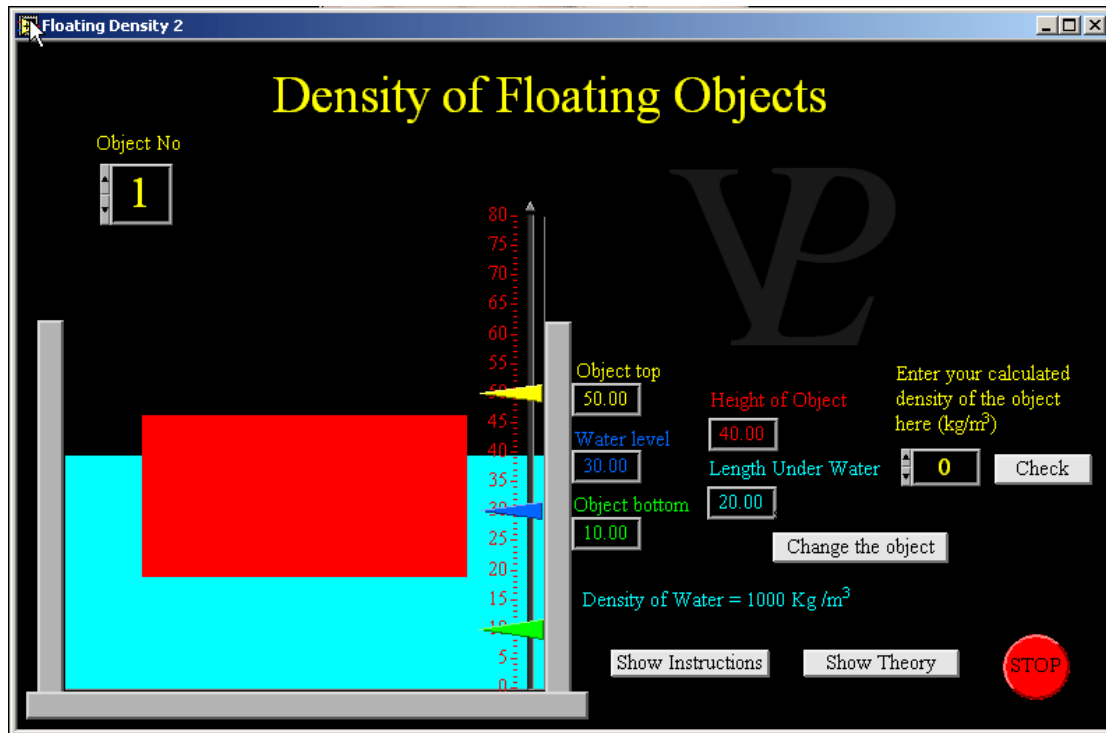 Floating Density 2
Density of Floating Objects
Object No
1
VPL
80
75
70
65
60
55
50
45
40
35
30
25
20
15
10
5
0
Object top
50.00
Water level
30.00
Object bottom
10.00
Height of Object
40.00
Length Under Water
20.00
Enter your calculated
density of the object
here (kg/m³)
0
Check
Change the object
Density of Water = 1000 Kg /m³
Show Instructions
Show Theory
STOP